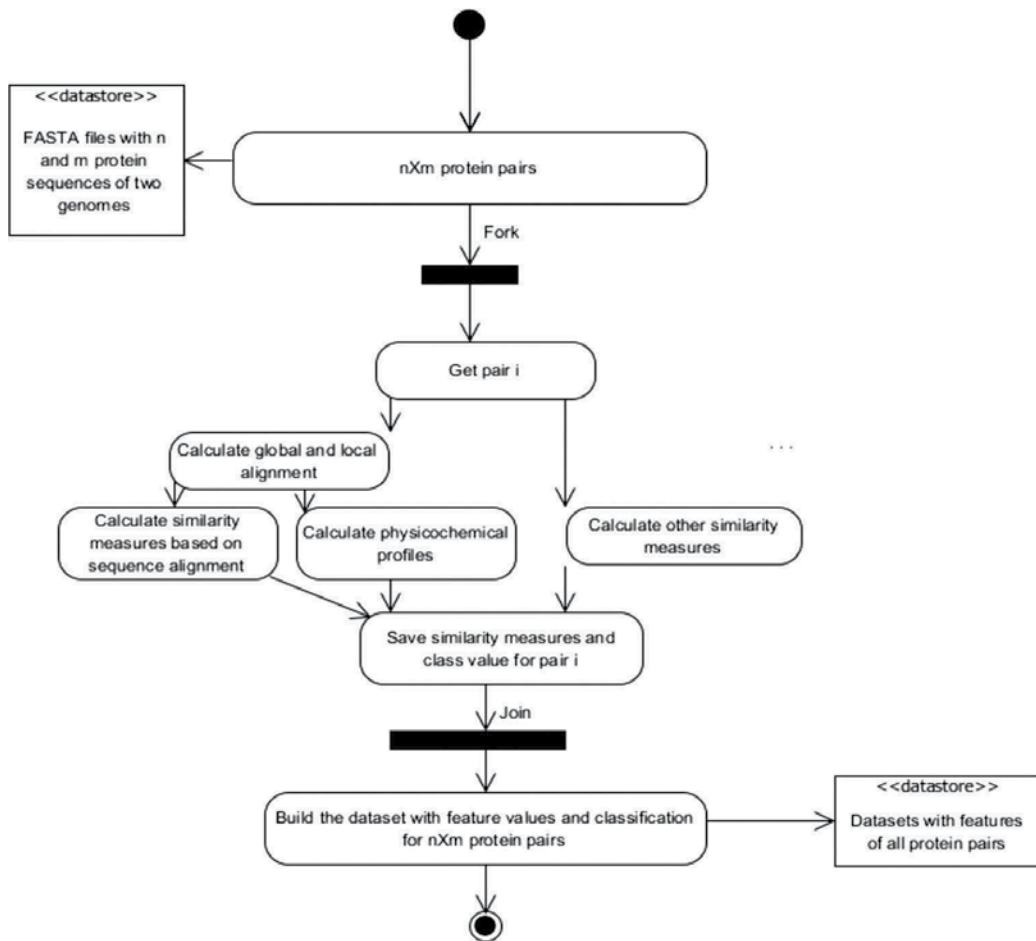 <<datastore>>
FASTA files with n
and m protein
sequences of two
genomes
nXm protein pairs
Fork
Get pair i
. . .
Calculate global and local
alignment
Calculate similarity
measures based on
sequence alignment
Calculate physicochemical
profiles
Calculate other similarity
measures
Save similarity measures and
class value for pair i
Join
Build the dataset with feature values and classification
for nXm protein pairs
<<datastore>>
Datasets with features
of all protein pairs